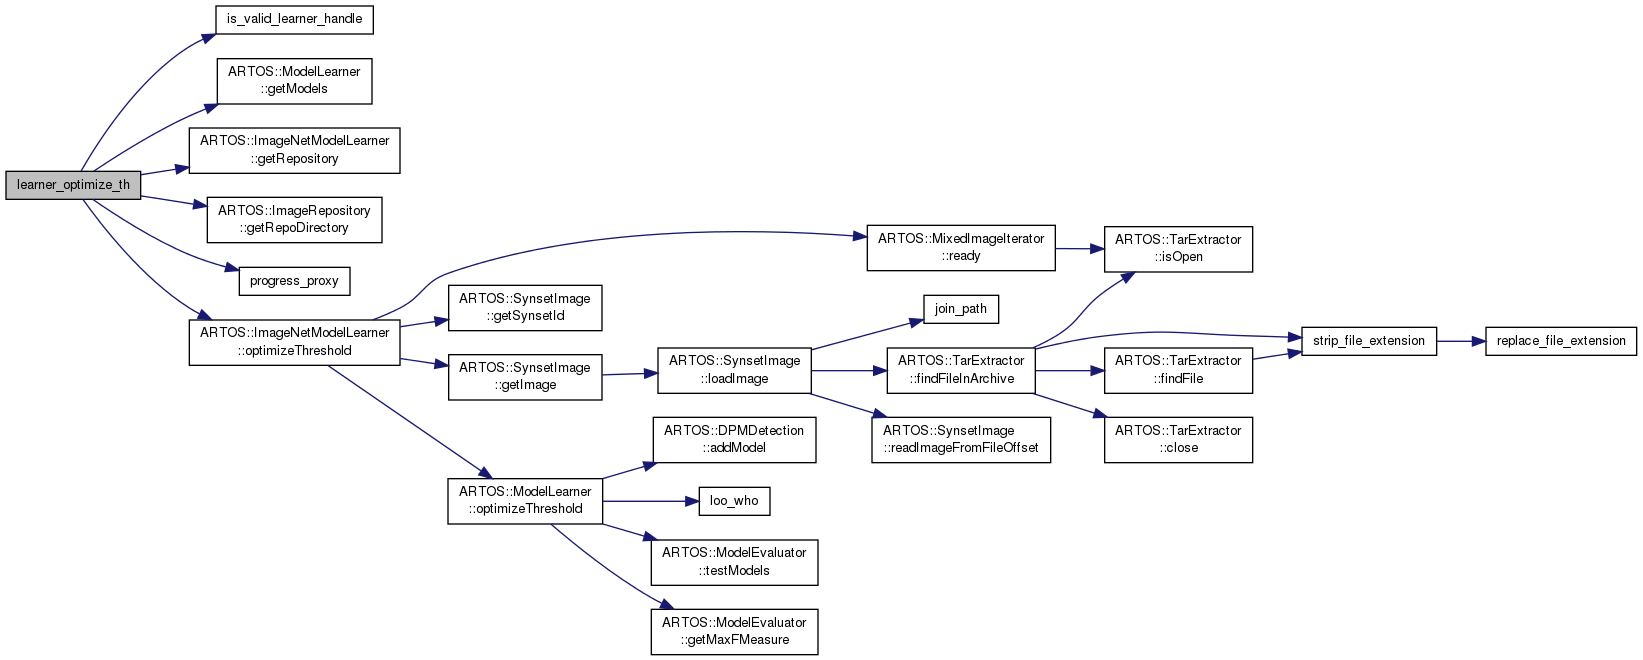 learner_optimize_th
is_valid_learner_handle
ARTOS::ModelLearner
::getModels
ARTOS::ImageNetModelLearner
::getRepository
ARTOS::ImageRepository
::getRepoDirectory
progress_proxy
ARTOS::ImageNetModelLearner
::optimizeThreshold
ARTOS::MixedImageIterator
::ready
ARTOS::TarExtractor
::isOpen
ARTOS::SynsetImage
::getSynsetId
ARTOS::SynsetImage
::getImage
ARTOS::SynsetImage
::loadImage
join_path
ARTOS::TarExtractor
::findFileInArchive
ARTOS::SynsetImage
::readImageFromFileOffset
ARTOS::TarExtractor
::findFile
ARTOS::TarExtractor
::close
strip_file_extension
replace_file_extension
ARTOS::ModelLearner
::optimizeThreshold
ARTOS::DPMDetection
::addModel
loo_who
ARTOS::ModelEvaluator
::testModels
ARTOS::ModelEvaluator
::getMaxFMeasure